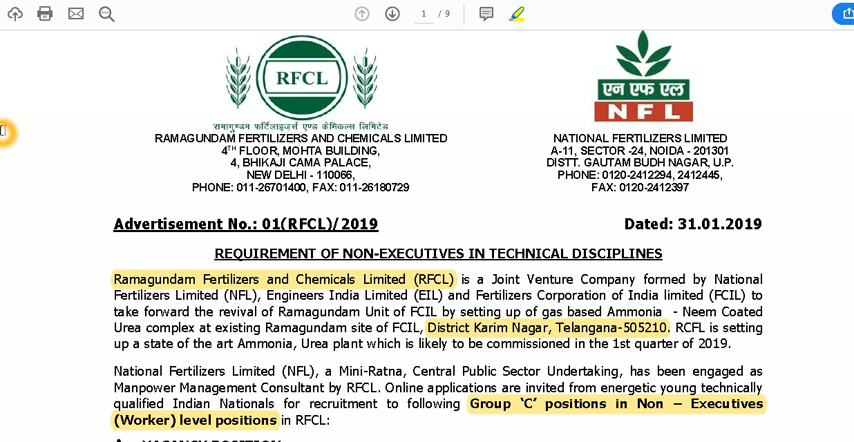 1 / 9
RFCL
रामागुण्डम फर्टिलाइजर्स एण्ड केमिकल्स लिमिटेड
RAMAGUNDAM FERTILIZERS AND CHEMICALS LIMITED
4TH FLOOR, MOHTA BUILDING,
4, BHIKAJI CAMA PALACE,
NEW DELHI - 110066,
PHONE: 011-26701400, FAX: 011-26180729
एन एफ एल
NFL
NATIONAL FERTILIZERS LIMITED
A-11, SECTOR -24, NOIDA - 201301
DISTT. GAUTAM BUDH NAGAR, U.P.
PHONE: 0120-2412294, 2412445,
FAX: 0120-2412397
Advertisement No.: 01(RFCL)/2019 Dated: 31.01.2019
REQUIREMENT OF NON-EXECUTIVES IN TECHNICAL DISCIPLINES
Ramagundam Fertilizers and Chemicals Limited (RFCL) is a Joint Venture Company formed by National
Fertilizers Limited (NFL), Engineers India Limited (EIL) and Fertilizers Corporation of India limited (FCIL) to
take forward the revival of Ramagundam Unit of FCIL by setting up of gas based Ammonia - Neem Coated
Urea complex at existing Ramagundam site of FCIL, District Karim Nagar, Telangana-505210. RCFL is setting
up a state of the art Ammonia, Urea plant which is likely to be commissioned in the 1st quarter of 2019.
National Fertilizers Limited (NFL), a Mini-Ratna, Central Public Sector Undertaking, has been engaged as
Manpower Management Consultant by RFCL. Online applications are invited from energetic young technically
qualified Indian Nationals for recruitment to following Group 'C' positions in Non – Executives
(Worker) level positions in RFCL:
VACANCY POSITION